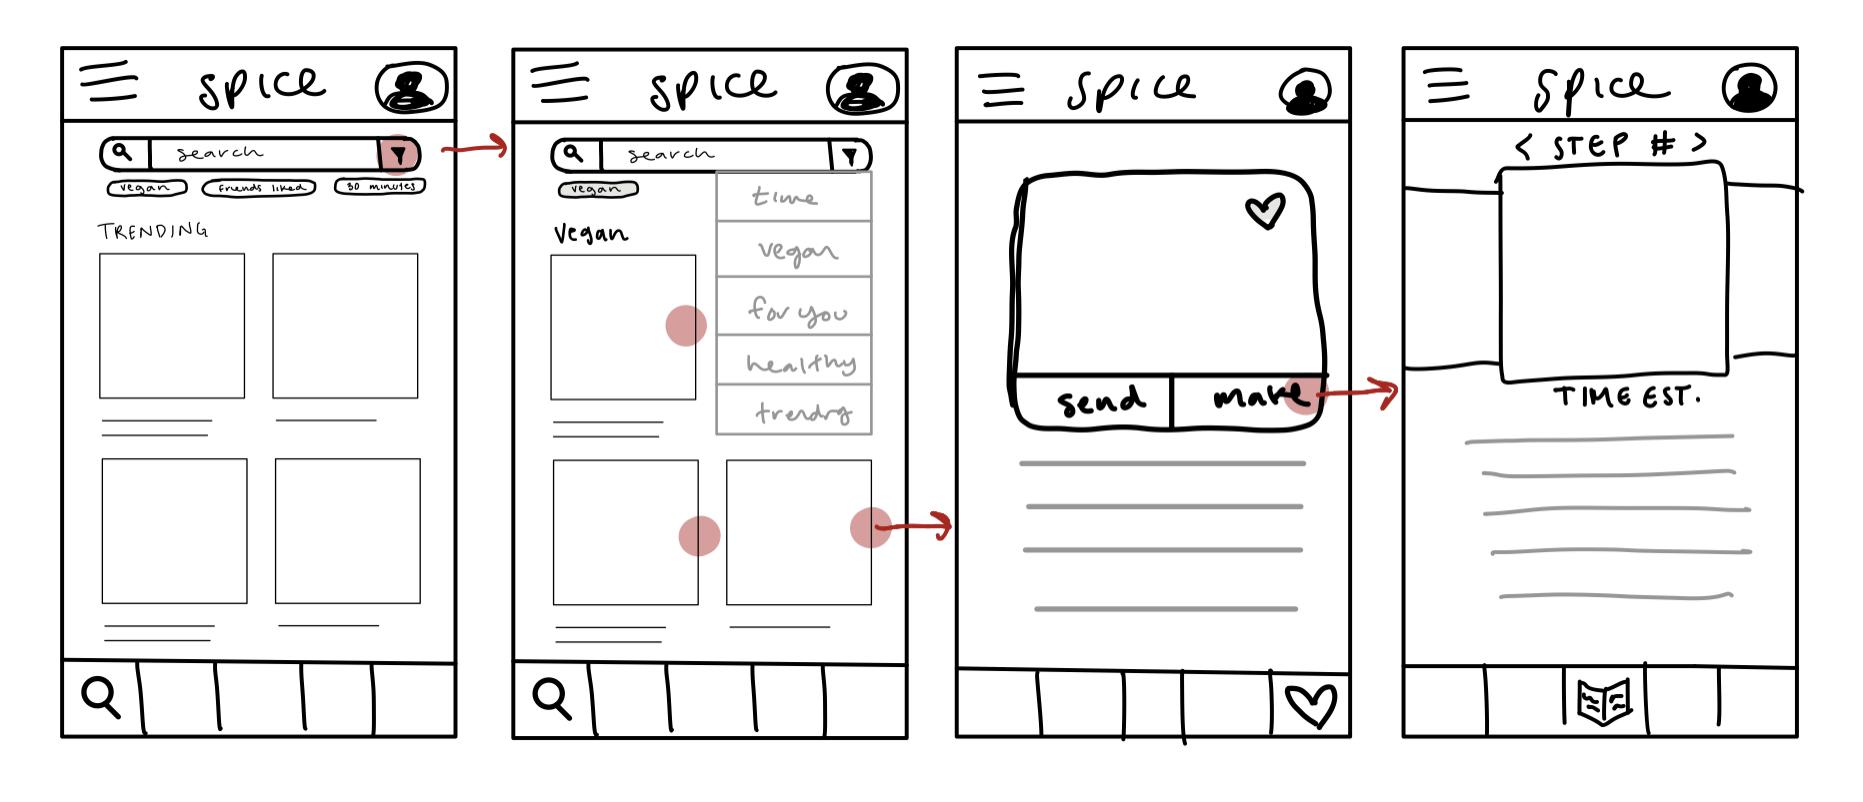 spice
search
vegan friends liked 30 minutes
TRENDING
spice
search
vegan
time
Vegan
vegan
for you
healthy
trendng
spice
send make
spice
< STEP # >
TIME EST.